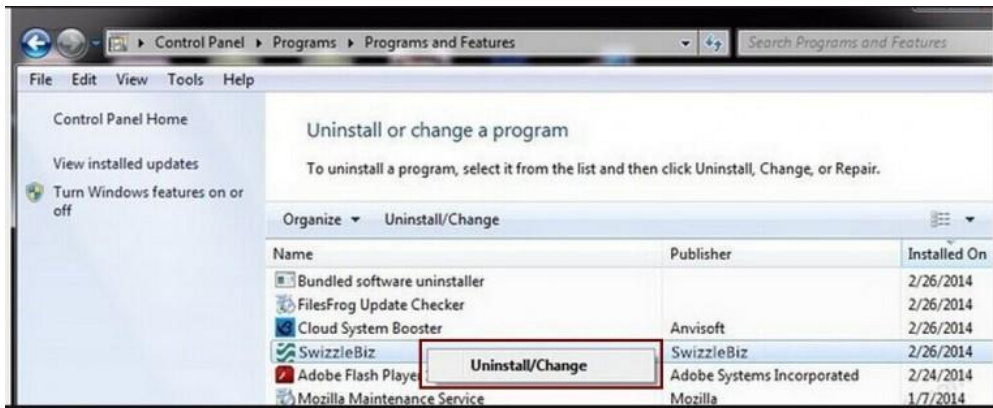 Control Panel ▸ Programs ▸ Programs and Features
Search Programs and Features
File Edit View Tools Help
Control Panel Home
View installed updates
Turn Windows features on or
off
Uninstall or change a program
To uninstall a program, select it from the list and then click Uninstall, Change, or Repair.
Organize Uninstall/Change
Name Publisher Installed On
Bundled software uninstaller 2/26/2014
FilesFrog Update Checker 2/26/2014
Cloud System Booster Anvisoft 2/26/2014
SwizzleBiz SwizzleBiz 2/26/2014
Uninstall/Change
Adobe Flash Player Adobe Systems Incorporated 2/24/2014
Mozilla Maintenance Service Mozilla 1/7/2014